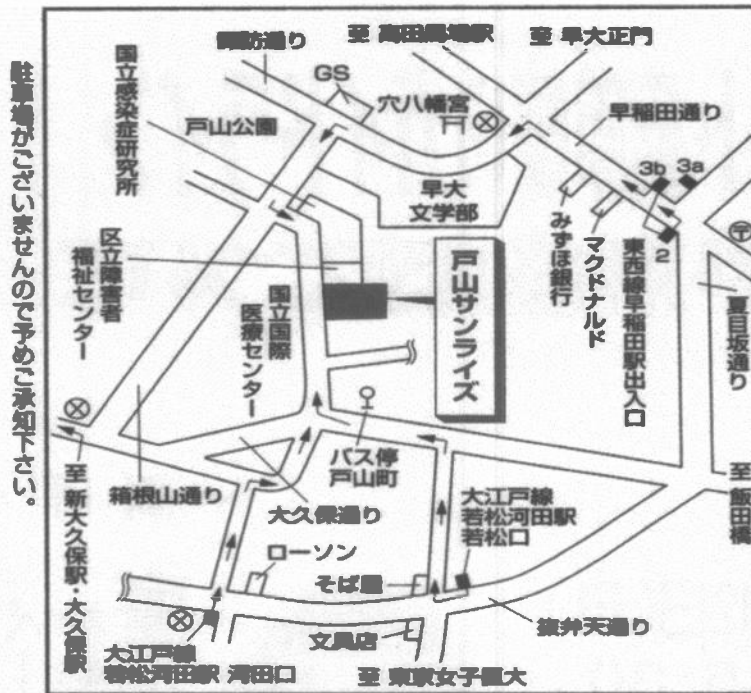 駐車場がございませんので予めご承知下さい。
諏訪通り
至 高田馬場駅
至 早大正門
国立感染症研究所
GS
穴八幡宮
早稲田通り
戸山公園
3b
3a
早大
文学部
みずほ銀行
マクドナルド
2
東西線早稲田駅出入口
夏目坂通り
区立障害者
福祉センター
国立国際
医療センター
戸山サンライズ
バス停
戸山町
至 新大久保駅・大久保駅
箱根山通り
大久保通り
大江戸線
若松河田駅
若松口
至 飯田橋
ローソン
そば屋
抜弁天通り
文具店
大江戸線
若松河田駅 河田口
至 東京女子医大